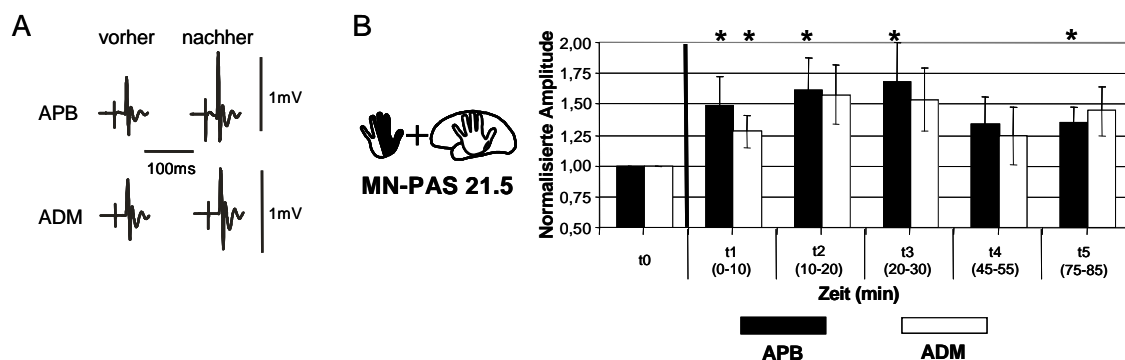 A
vorher nachher
APB
1mV
100ms
ADM
1mV
B
MN-PAS 21.5
Normalisierte Amplitude
2,00
1,75
1,50
1,25
1,00
0,75
0,50
* * * * *
t0 t1 t2 t3 t4 t5
(0-10) (10-20) (20-30) (45-55) (75-85)
Zeit (min)
APB ADM